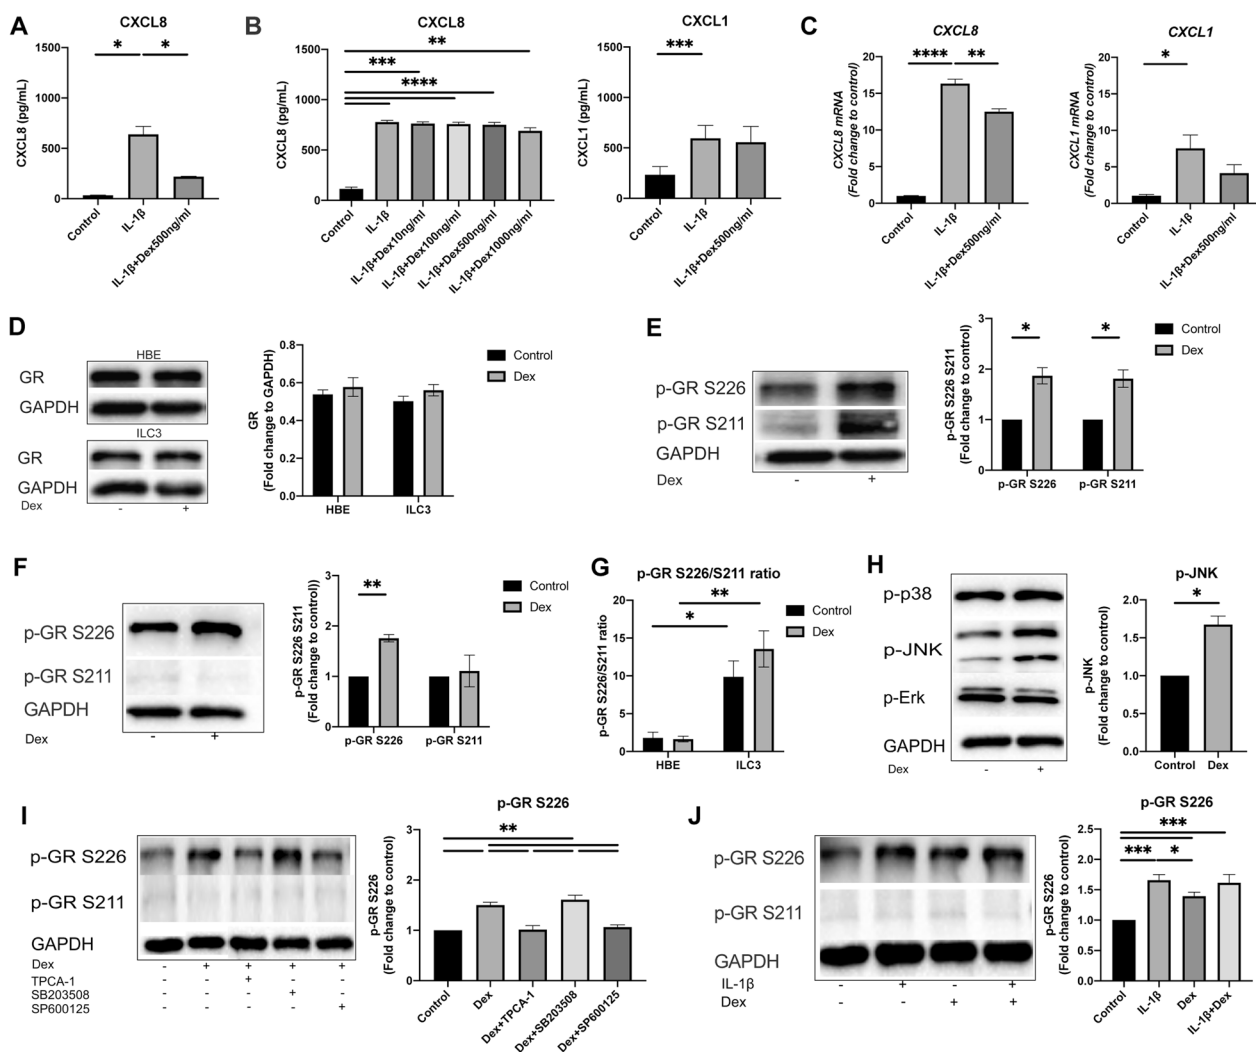 A
CXCL8
CXCL8 (pg/mL)
1500
1000
500
0
*
*
Control
IL-1β
IL-1β+Dex500ng/ml
B
CXCL8
CXCL8 (pg/mL)
1500
1000
500
0
**
***
****
Control
IL-1β
IL-1β+Dex10ng/ml
IL-1β+Dex100ng/ml
IL-1β+Dex500ng/ml
IL-1β+Dex1000ng/ml
CXCL1
CXCL1 (pg/mL)
1500
1000
500
0
***
Control
IL-1β
IL-1β+Dex500ng/ml
C
CXCL8
CXCL8 mRNA
(Fold change to control)
20
15
10
5
0
****
**
Control
IL-1β
IL-1β+Dex500ng/ml
CXCL1
CXCL1 mRNA
(Fold change to control)
20
15
10
5
0
*
Control
IL-1β
IL-1β+Dex500ng/ml
D
HBE
GR
GAPDH
ILC3
GR
GAPDH
Dex - +
GR
(Fold change to GAPDH)
0.8
0.6
0.4
0.2
0.0
HBE ILC3
Control
Dex
E
p-GR S226
p-GR S211
GAPDH
Dex - +
p-GR S226 S211
(Fold change to control)
3
2
1
0
*
*
p-GR S226 p-GR S211
Control
Dex
F
p-GR S226
p-GR S211
GAPDH
Dex - +
p-GR S226 S211
(Fold change to control))
3
2
1
0
**
p-GR S226 p-GR S211
Control
Dex
G
p-GR S226/S211 ratio
p-GR S226/S211 ratio
20
15
10
5
0
**
*
HBE ILC3
Control
Dex
H
p-p38
p-JNK
p-Erk
GAPDH
Dex - +
p-JNK
p-JNK
(Fold change to control)
2.0
1.5
1.0
0.5
0.0
*
Control Dex
I
p-GR S226
p-GR S211
GAPDH
Dex - + + + +
TPCA-1 - - + - -
SB203508 - - - + -
SP600125 - - - - +
p-GR S226
p-GR S226
(Fold change to control)
3
2
1
0
**
Control
Dex
Dex+TPCA-1
Dex+SB203508
Dex+SP600125
J
p-GR S226
p-GR S211
GAPDH
IL-1β - + - +
Dex - - + +
p-GR S226
p-GR S226
(Fold change to control)
2.5
2.0
1.5
1.0
0.5
0.0
***
***
*
Control
IL-1β
Dex
IL-1β+Dex